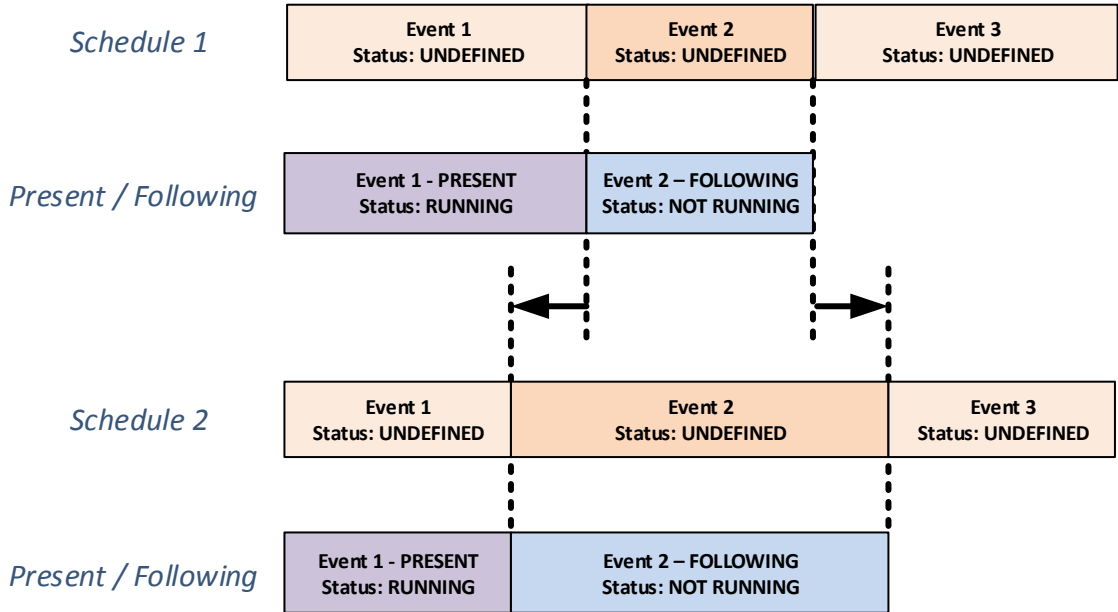 Schedule 1
Event 1
Status: UNDEFINED
Event 2
Status: UNDEFINED
Event 3
Status: UNDEFINED
Present / Following
Event 1 - PRESENT
Status: RUNNING
Event 2 – FOLLOWING
Status: NOT RUNNING
Schedule 2
Event 1
Status: UNDEFINED
Event 2
Status: UNDEFINED
Event 3
Status: UNDEFINED
Present / Following
Event 1 - PRESENT
Status: RUNNING
Event 2 – FOLLOWING
Status: NOT RUNNING